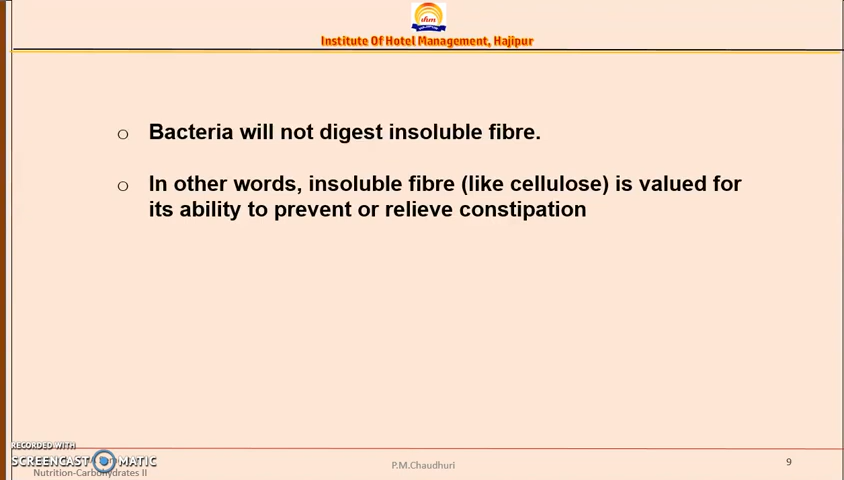 ihm
Institute Of Hotel Management, Hajipur
o Bacteria will not digest insoluble fibre.
o In other words, insoluble fibre (like cellulose) is valued for
its ability to prevent or relieve constipation
RECORDED WITH
SCREENCAST MATIC
Nutrition-Carbohydrates II
P.M.Chaudhuri
9